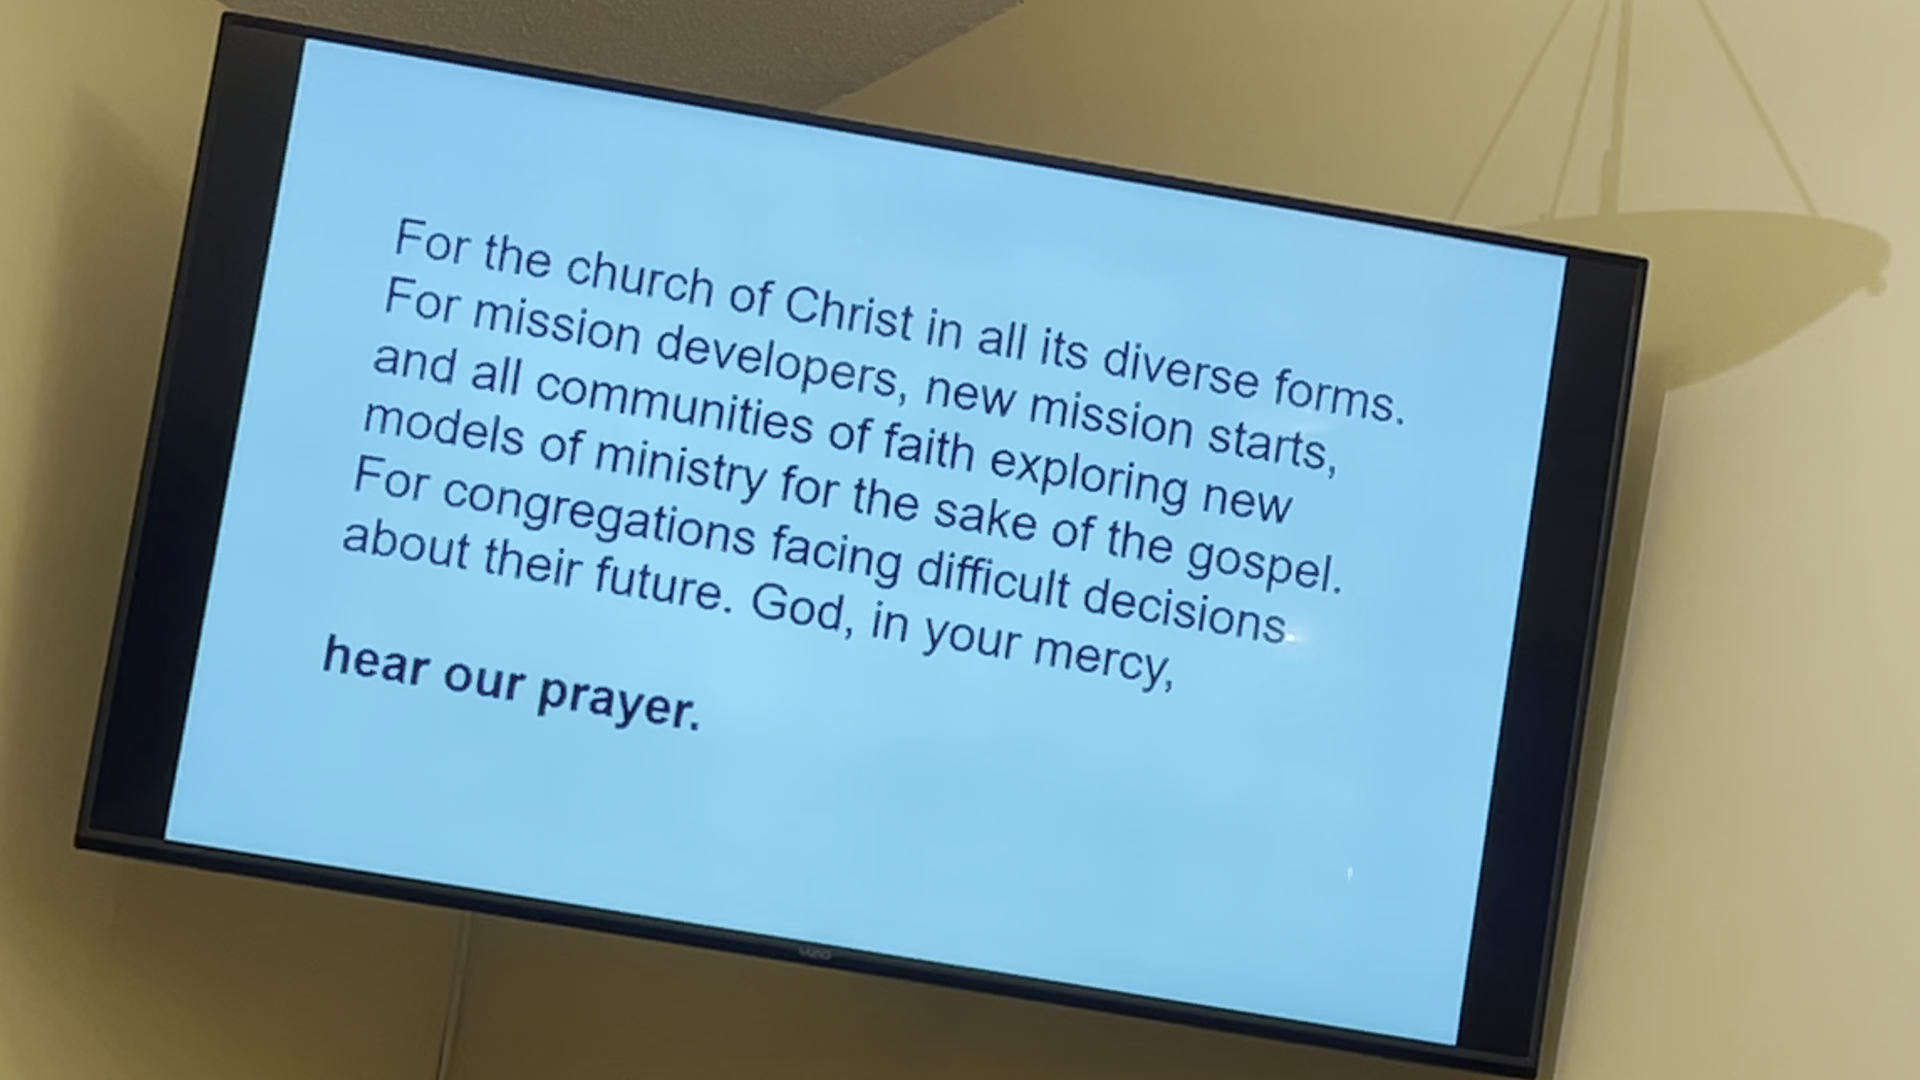 For the church of Christ in all its diverse forms.
For mission developers, new mission starts,
and all communities of faith exploring new
models of ministry for the sake of the gospel.
For congregations facing difficult decisions
about their future. God, in your mercy,
hear our prayer.